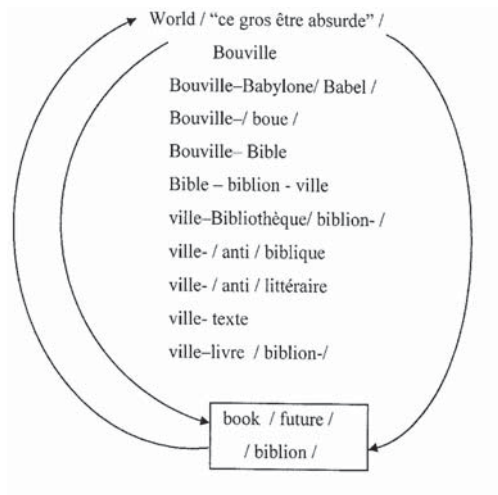 World / “ce gros être absurde” /
Bouville
Bouville–Babylone/ Babel /
Bouville–/ boue /
Bouville– Bible
Bible – biblion - ville
ville–Bibliothèque/ biblion- /
ville- / anti / biblique
ville- / anti / littéraire
ville- texte
ville–livre / biblion-/
book / future /
/ biblion /